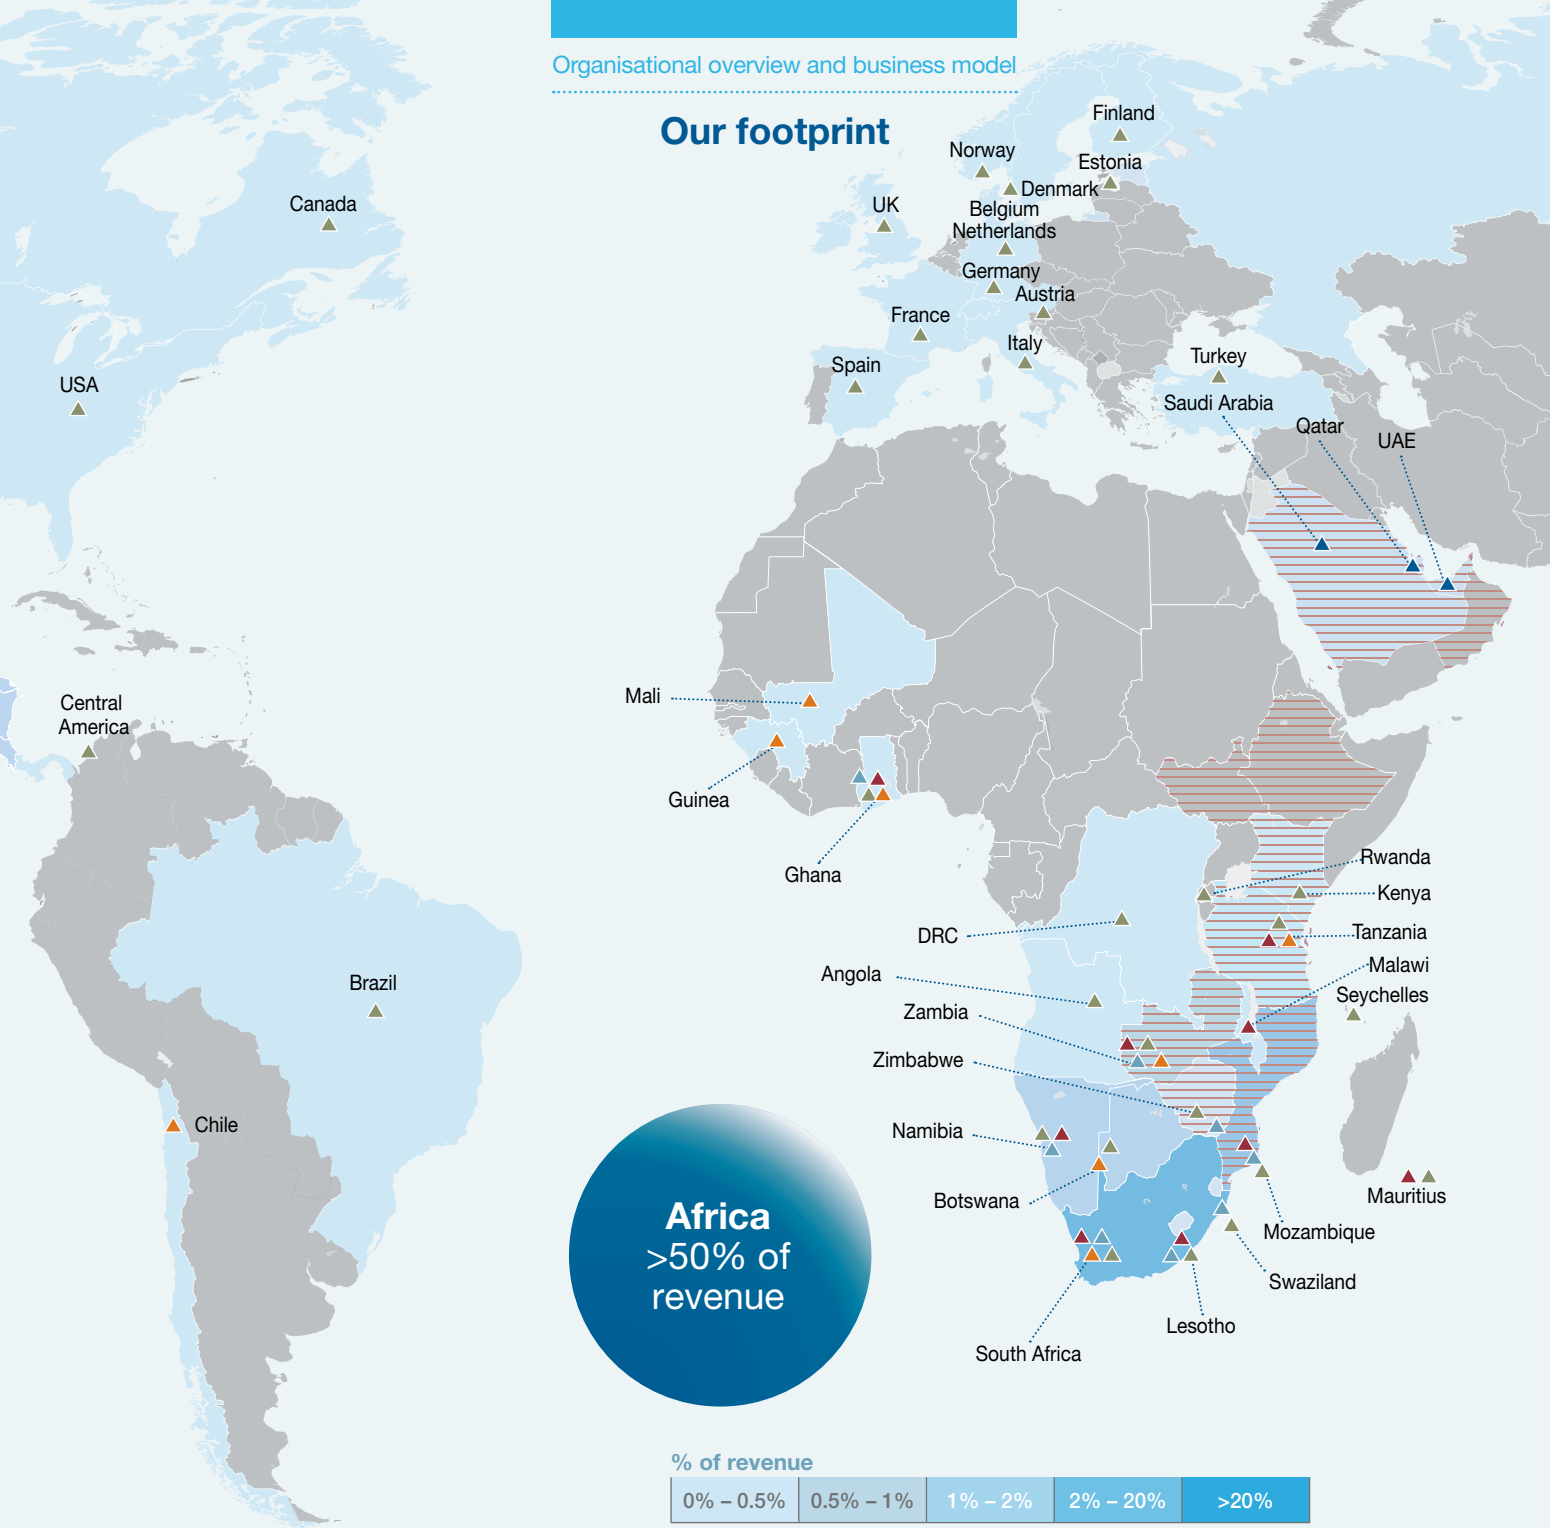 Organisational overview and business model
Our footprint
Finland
Norway
Estonia
Denmark
Canada
UK
Belgium
Netherlands
Germany
Austria
France
Italy
Spain
Turkey
USA
Saudi Arabia
Qatar
UAE
Mali
Central
America
Guinea
Ghana
Rwanda
Kenya
DRC
Tanzania
Malawi
Angola
Brazil
Seychelles
Zambia
Zimbabwe
Chile
Namibia
Botswana
Mauritius
Africa
>50% of
revenue
Mozambique
Swaziland
Lesotho
South Africa
% of revenue
0% – 0.5%
0.5% – 1%
1% – 2%
2% – 20%
>20%